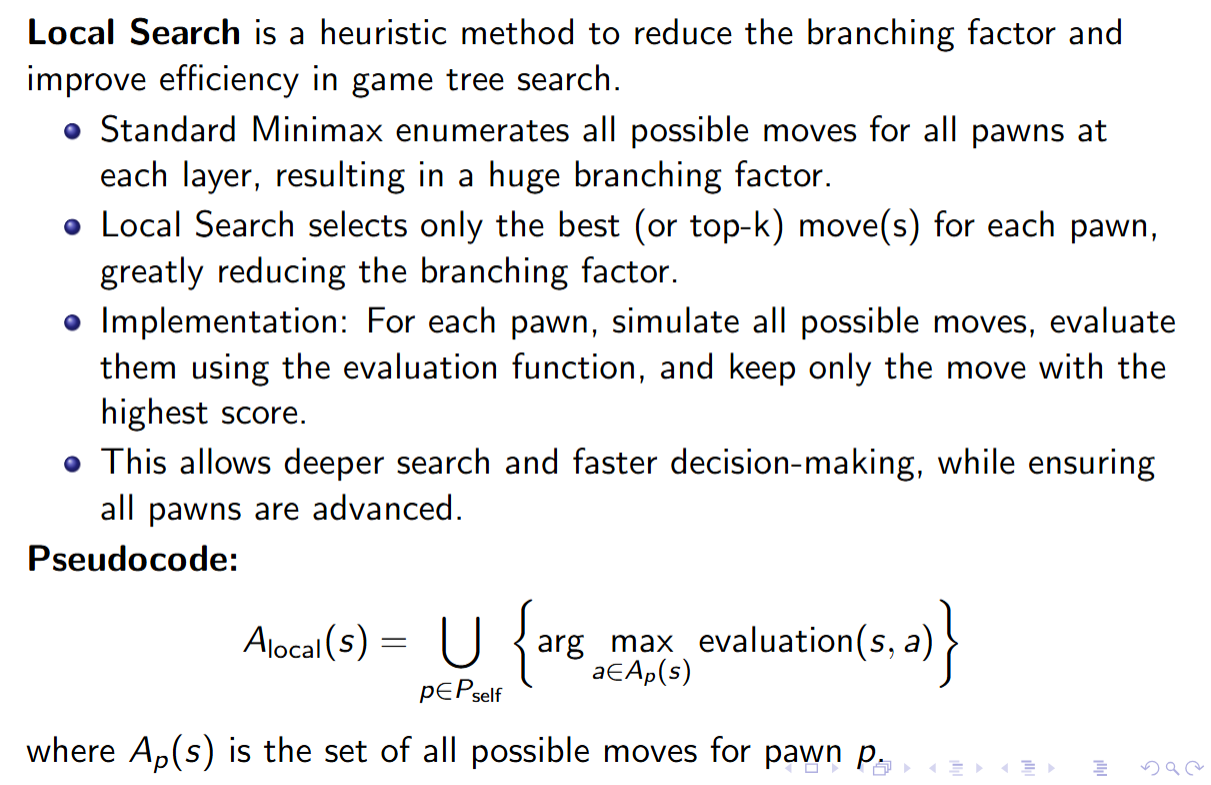 Local Search is a heuristic method to reduce the branching factor and
improve efficiency in game tree search.
Standard Minimax enumerates all possible moves for all pawns at
each layer, resulting in a huge branching factor.
Local Search selects only the best (or top-k) move(s) for each pawn,
greatly reducing the branching factor.
Implementation: For each pawn, simulate all possible moves, evaluate
them using the evaluation function, and keep only the move with the
highest score.
This allows deeper search and faster decision-making, while ensuring
all pawns are advanced.
Pseudocode:
A_local(s) = ⋃_{p∈P_self} { arg max_{a∈A_p(s)} evaluation(s, a) }
where A_p(s) is the set of all possible moves for pawn p.